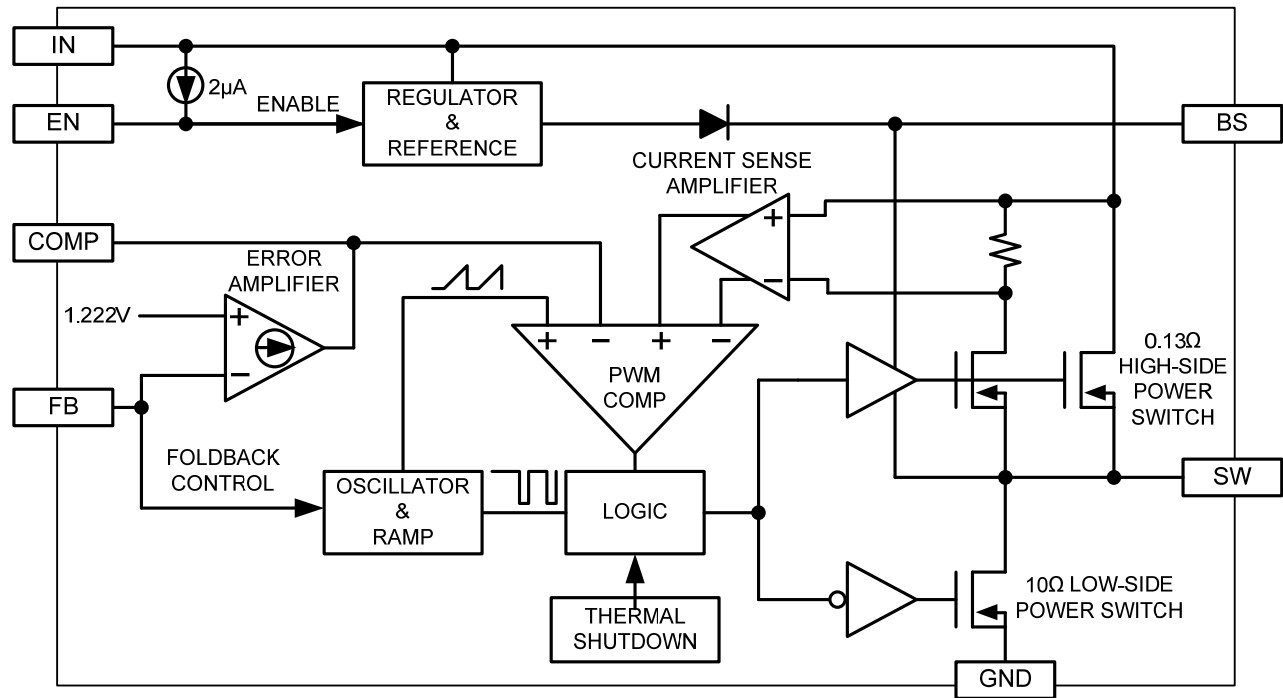 IN
2µA
EN
ENABLE
REGULATOR
&
REFERENCE
BS
CURRENT SENSE
AMPLIFIER
+
−
COMP
ERROR
AMPLIFIER
1.222V
+
−
+
−
+
−
PWM
COMP
0.13Ω
HIGH-SIDE
POWER
SWITCH
FB
FOLDBACK
CONTROL
OSCILLATOR
&
RAMP
LOGIC
SW
THERMAL
SHUTDOWN
10Ω LOW-SIDE
POWER SWITCH
GND